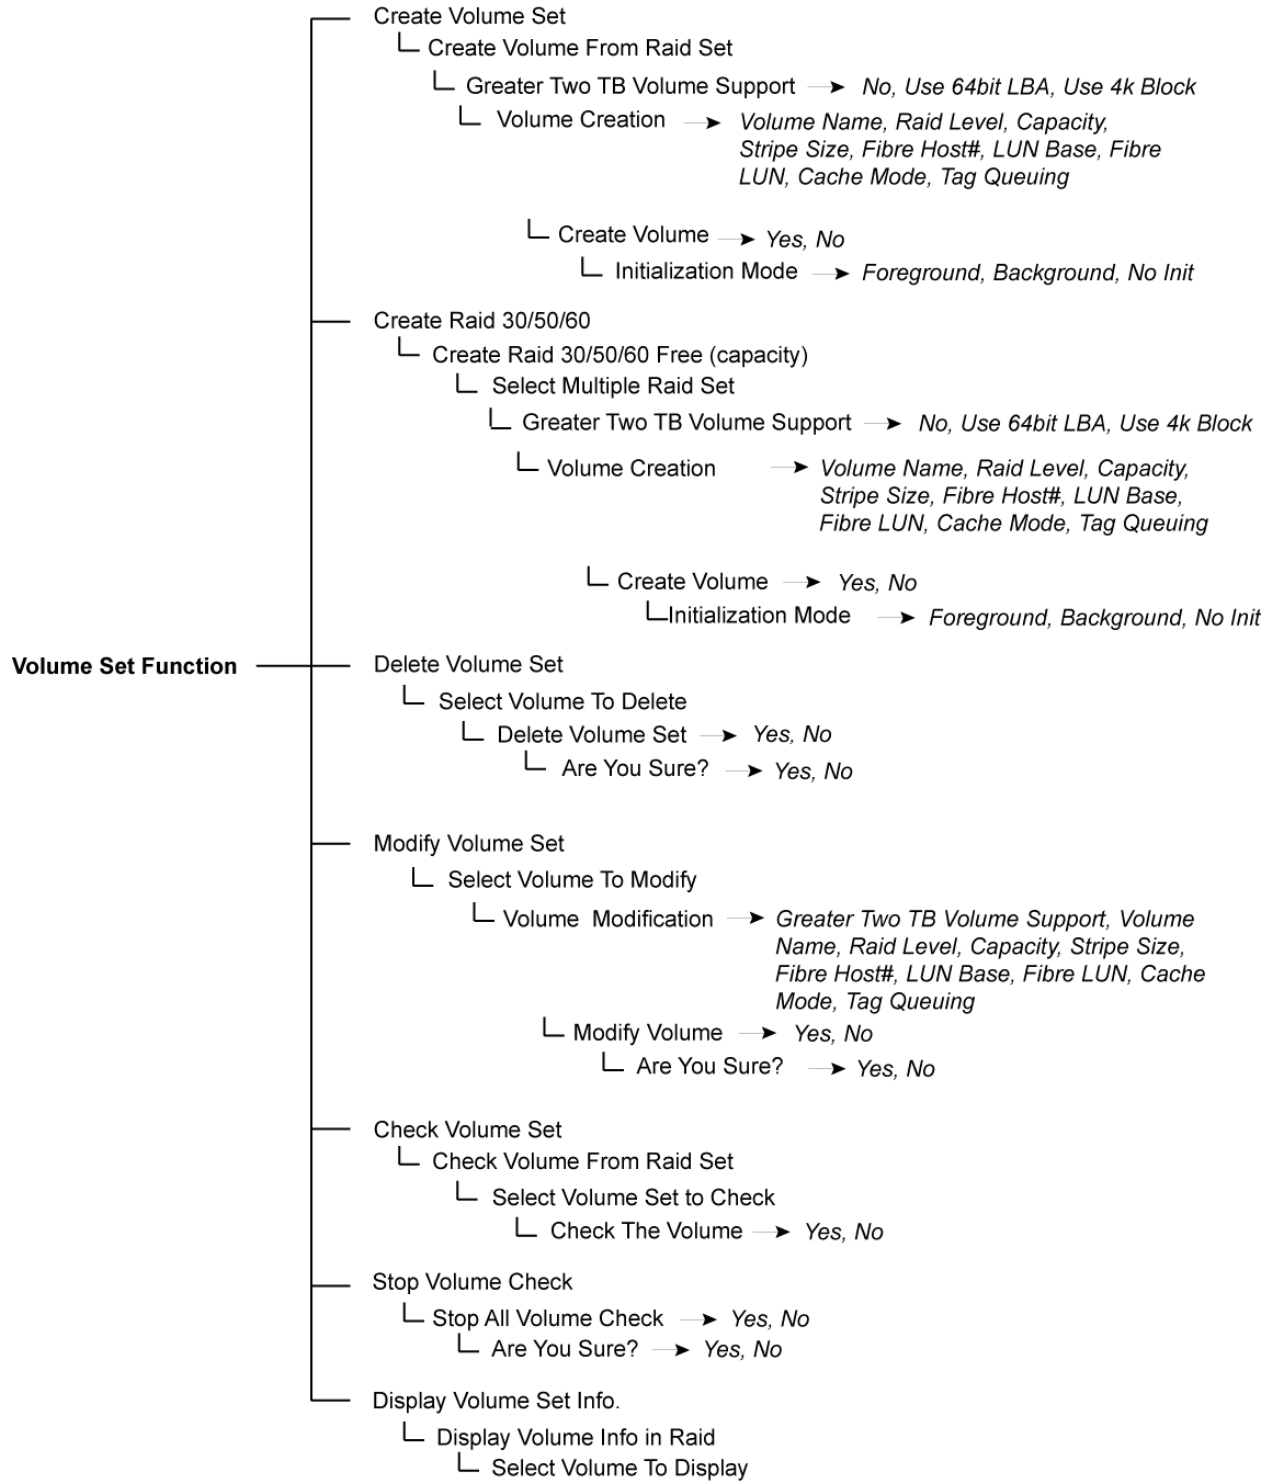 Create Volume Set
Create Volume From Raid Set
Greater Two TB Volume Support No, Use 64bit LBA, Use 4k Block
Volume Creation Volume Name, Raid Level, Capacity,
Stripe Size, Fibre Host#, LUN Base, Fibre
LUN, Cache Mode, Tag Queuing
Create Volume Yes, No
Initialization Mode Foreground, Background, No Init
Create Raid 30/50/60
Create Raid 30/50/60 Free (capacity)
Select Multiple Raid Set
Greater Two TB Volume Support No, Use 64bit LBA, Use 4k Block
Volume Creation Volume Name, Raid Level, Capacity,
Stripe Size, Fibre Host#, LUN Base,
Fibre LUN, Cache Mode, Tag Queuing
Create Volume Yes, No
Initialization Mode Foreground, Background, No Init
Volume Set Function Delete Volume Set
Select Volume To Delete
Delete Volume Set Yes, No
Are You Sure? Yes, No
Modify Volume Set
Select Volume To Modify
Volume Modification Greater Two TB Volume Support, Volume
Name, Raid Level, Capacity, Stripe Size,
Fibre Host#, LUN Base, Fibre LUN, Cache
Mode, Tag Queuing
Modify Volume Yes, No
Are You Sure? Yes, No
Check Volume Set
Check Volume From Raid Set
Select Volume Set to Check
Check The Volume Yes, No
Stop Volume Check
Stop All Volume Check Yes, No
Are You Sure? Yes, No
Display Volume Set Info.
Display Volume Info in Raid
Select Volume To Display